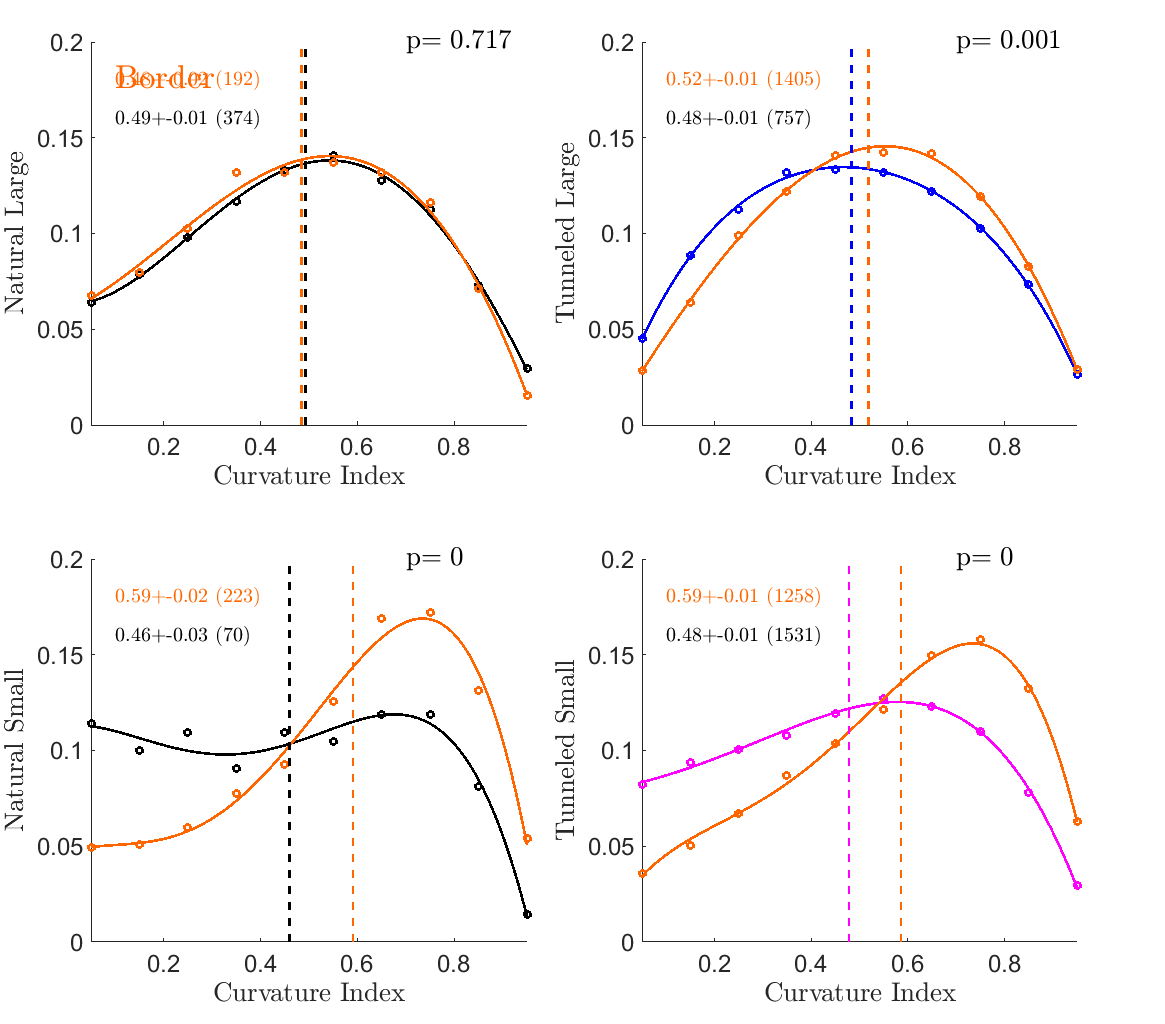 p= 0.717
0.2
Border
0.48+-0.02 (192)
0.49+-0.01 (374)
0.15
0.1
0.05
0
Natural Large
0.2 0.4 0.6 0.8
Curvature Index
p= 0.001
0.2
0.52+-0.01 (1405)
0.48+-0.01 (757)
0.15
0.1
0.05
0
Tunneled Large
0.2 0.4 0.6 0.8
Curvature Index
p= 0
0.2
0.59+-0.02 (223)
0.46+-0.03 (70)
0.15
0.1
0.05
0
Natural Small
0.2 0.4 0.6 0.8
Curvature Index
p= 0
0.2
0.59+-0.01 (1258)
0.48+-0.01 (1531)
0.15
0.1
0.05
0
Tunneled Small
0.2 0.4 0.6 0.8
Curvature Index